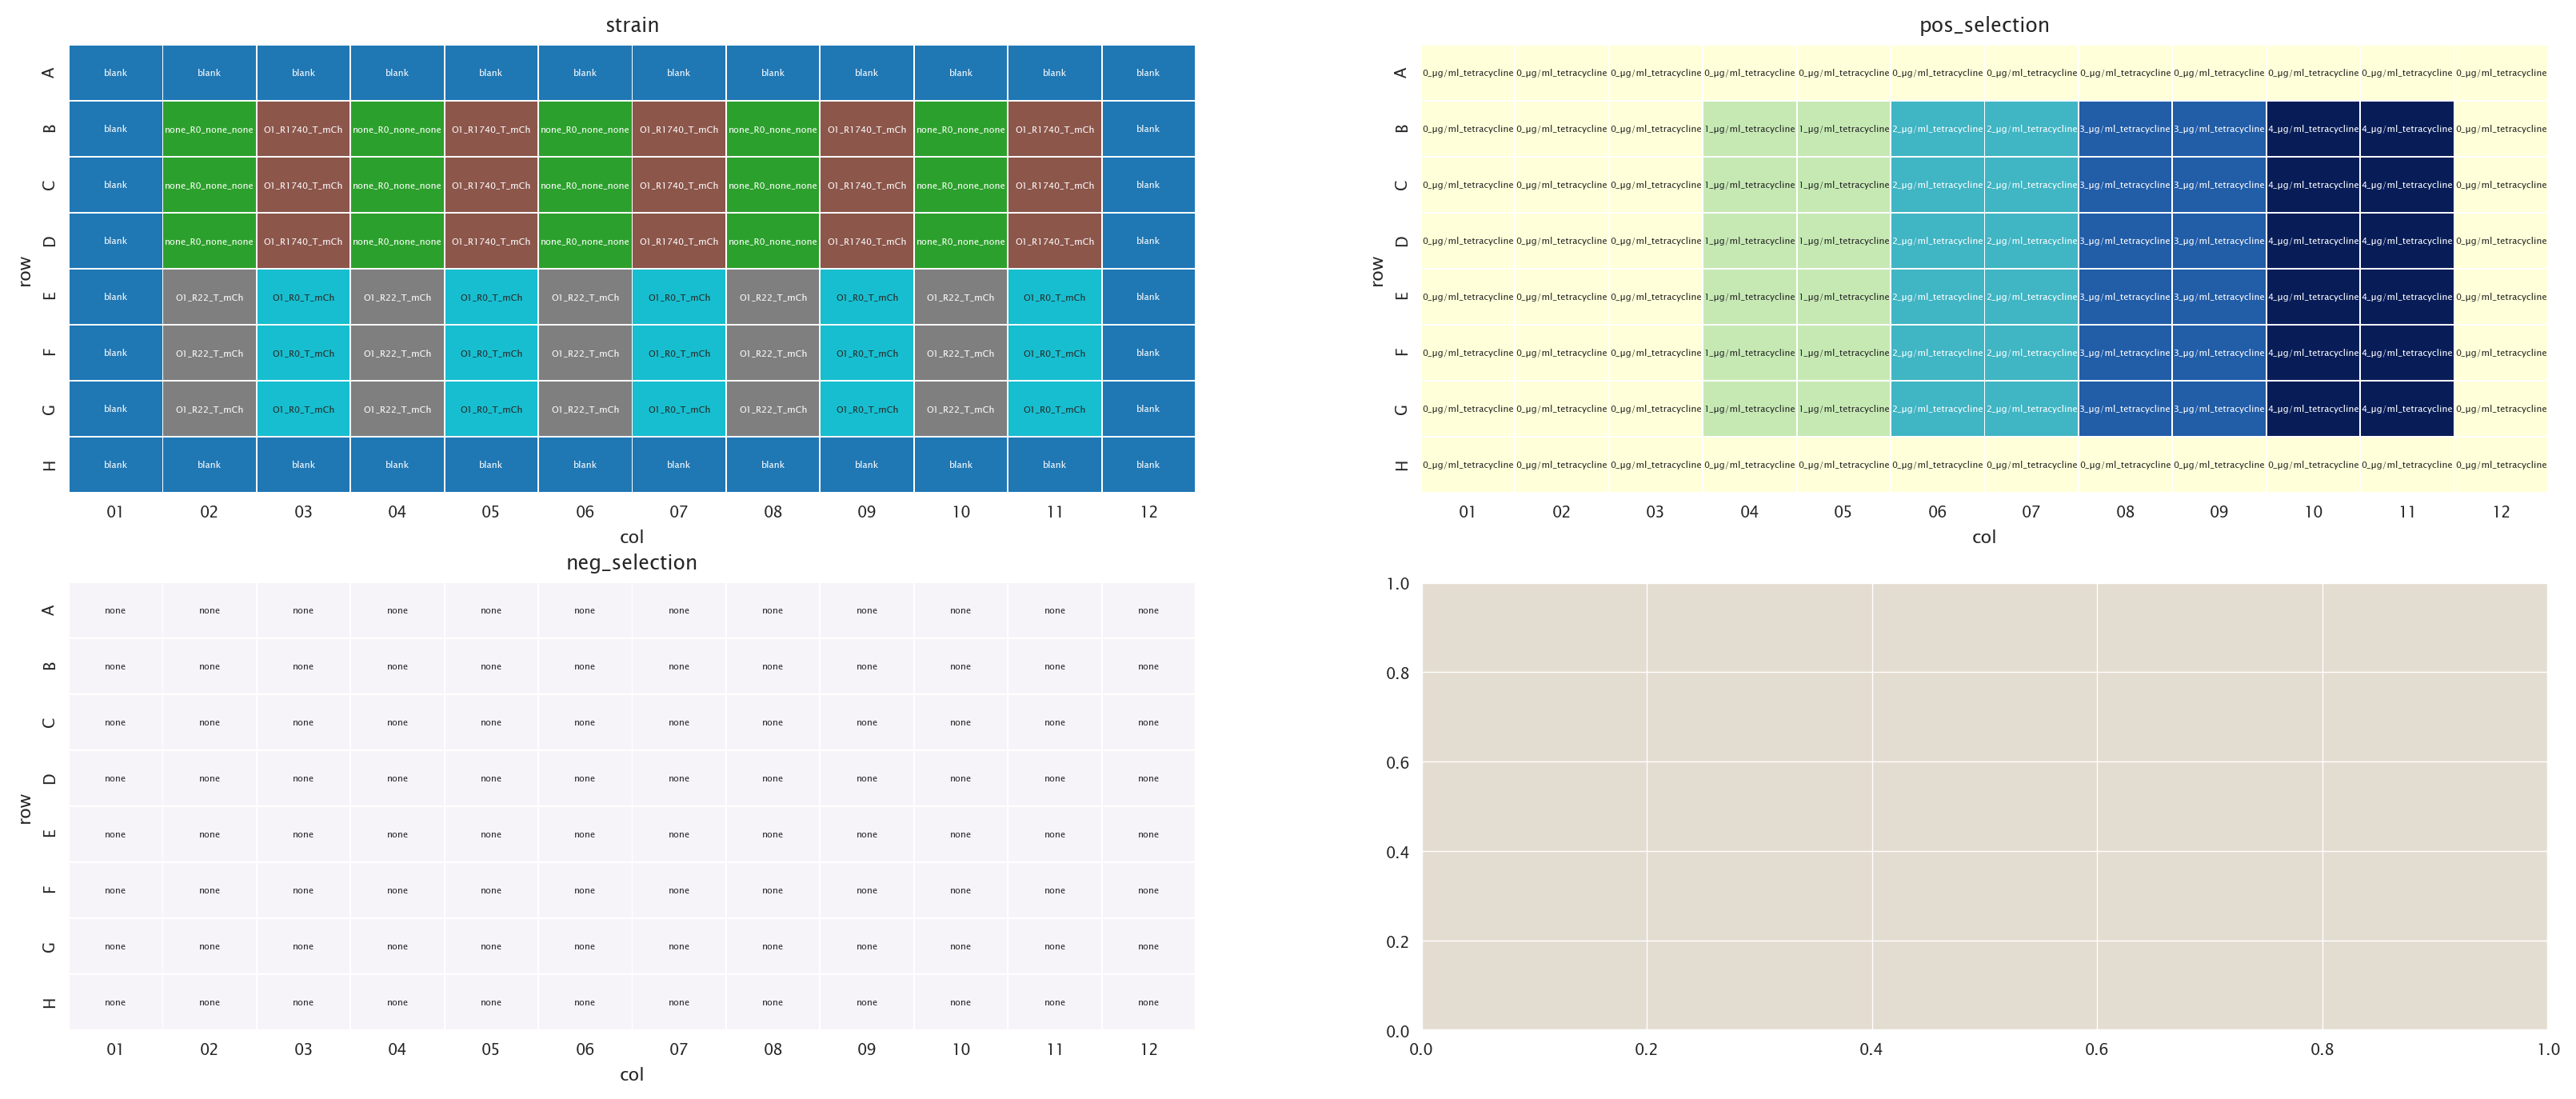 strain
A blank blank blank blank blank blank blank blank blank blank blank blank
B blank none_R0_none_none O1_R1740_T_mCh none_R0_none_none O1_R1740_T_mCh none_R0_none_none O1_R1740_T_mCh none_R0_none_none O1_R1740_T_mCh none_R0_none_none O1_R1740_T_mCh blank
C blank none_R0_none_none O1_R1740_T_mCh none_R0_none_none O1_R1740_T_mCh none_R0_none_none O1_R1740_T_mCh none_R0_none_none O1_R1740_T_mCh none_R0_none_none O1_R1740_T_mCh blank
D blank none_R0_none_none O1_R1740_T_mCh none_R0_none_none O1_R1740_T_mCh none_R0_none_none O1_R1740_T_mCh none_R0_none_none O1_R1740_T_mCh none_R0_none_none O1_R1740_T_mCh blank
row
E blank O1_R22_T_mCh O1_R0_T_mCh O1_R22_T_mCh O1_R0_T_mCh O1_R22_T_mCh O1_R0_T_mCh O1_R22_T_mCh O1_R0_T_mCh O1_R22_T_mCh O1_R0_T_mCh blank
F blank O1_R22_T_mCh O1_R0_T_mCh O1_R22_T_mCh O1_R0_T_mCh O1_R22_T_mCh O1_R0_T_mCh O1_R22_T_mCh O1_R0_T_mCh O1_R22_T_mCh O1_R0_T_mCh blank
G blank O1_R22_T_mCh O1_R0_T_mCh O1_R22_T_mCh O1_R0_T_mCh O1_R22_T_mCh O1_R0_T_mCh O1_R22_T_mCh O1_R0_T_mCh O1_R22_T_mCh O1_R0_T_mCh blank
H blank blank blank blank blank blank blank blank blank blank blank blank
01 02 03 04 05 06 07 08 09 10 11 12
col
pos_selection
A 0_µg/ml_tetracycline 0_µg/ml_tetracycline 0_µg/ml_tetracycline 0_µg/ml_tetracycline 0_µg/ml_tetracycline 0_µg/ml_tetracycline 0_µg/ml_tetracycline 0_µg/ml_tetracycline 0_µg/ml_tetracycline 0_µg/ml_tetracycline 0_µg/ml_tetracycline 0_µg/ml_tetracycline
B 0_µg/ml_tetracycline 0_µg/ml_tetracycline 0_µg/ml_tetracycline 1_µg/ml_tetracycline 1_µg/ml_tetracycline 2_µg/ml_tetracycline 2_µg/ml_tetracycline 3_µg/ml_tetracycline 3_µg/ml_tetracycline 4_µg/ml_tetracycline 4_µg/ml_tetracycline 0_µg/ml_tetracycline
C 0_µg/ml_tetracycline 0_µg/ml_tetracycline 0_µg/ml_tetracycline 1_µg/ml_tetracycline 1_µg/ml_tetracycline 2_µg/ml_tetracycline 2_µg/ml_tetracycline 3_µg/ml_tetracycline 3_µg/ml_tetracycline 4_µg/ml_tetracycline 4_µg/ml_tetracycline 0_µg/ml_tetracycline
D 0_µg/ml_tetracycline 0_µg/ml_tetracycline 0_µg/ml_tetracycline 1_µg/ml_tetracycline 1_µg/ml_tetracycline 2_µg/ml_tetracycline 2_µg/ml_tetracycline 3_µg/ml_tetracycline 3_µg/ml_tetracycline 4_µg/ml_tetracycline 4_µg/ml_tetracycline 0_µg/ml_tetracycline
row
E 0_µg/ml_tetracycline 0_µg/ml_tetracycline 0_µg/ml_tetracycline 1_µg/ml_tetracycline 1_µg/ml_tetracycline 2_µg/ml_tetracycline 2_µg/ml_tetracycline 3_µg/ml_tetracycline 3_µg/ml_tetracycline 4_µg/ml_tetracycline 4_µg/ml_tetracycline 0_µg/ml_tetracycline
F 0_µg/ml_tetracycline 0_µg/ml_tetracycline 0_µg/ml_tetracycline 1_µg/ml_tetracycline 1_µg/ml_tetracycline 2_µg/ml_tetracycline 2_µg/ml_tetracycline 3_µg/ml_tetracycline 3_µg/ml_tetracycline 4_µg/ml_tetracycline 4_µg/ml_tetracycline 0_µg/ml_tetracycline
G 0_µg/ml_tetracycline 0_µg/ml_tetracycline 0_µg/ml_tetracycline 1_µg/ml_tetracycline 1_µg/ml_tetracycline 2_µg/ml_tetracycline 2_µg/ml_tetracycline 3_µg/ml_tetracycline 3_µg/ml_tetracycline 4_µg/ml_tetracycline 4_µg/ml_tetracycline 0_µg/ml_tetracycline
H 0_µg/ml_tetracycline 0_µg/ml_tetracycline 0_µg/ml_tetracycline 0_µg/ml_tetracycline 0_µg/ml_tetracycline 0_µg/ml_tetracycline 0_µg/ml_tetracycline 0_µg/ml_tetracycline 0_µg/ml_tetracycline 0_µg/ml_tetracycline 0_µg/ml_tetracycline 0_µg/ml_tetracycline
01 02 03 04 05 06 07 08 09 10 11 12
col
neg_selection
A none none none none none none none none none none none none
B none none none none none none none none none none none none
C none none none none none none none none none none none none
D none none none none none none none none none none none none
row
E none none none none none none none none none none none none
F none none none none none none none none none none none none
G none none none none none none none none none none none none
H none none none none none none none none none none none none
01 02 03 04 05 06 07 08 09 10 11 12
col
1.0
0.8
0.6
0.4
0.2
0.0
0.0 0.2 0.4 0.6 0.8 1.0